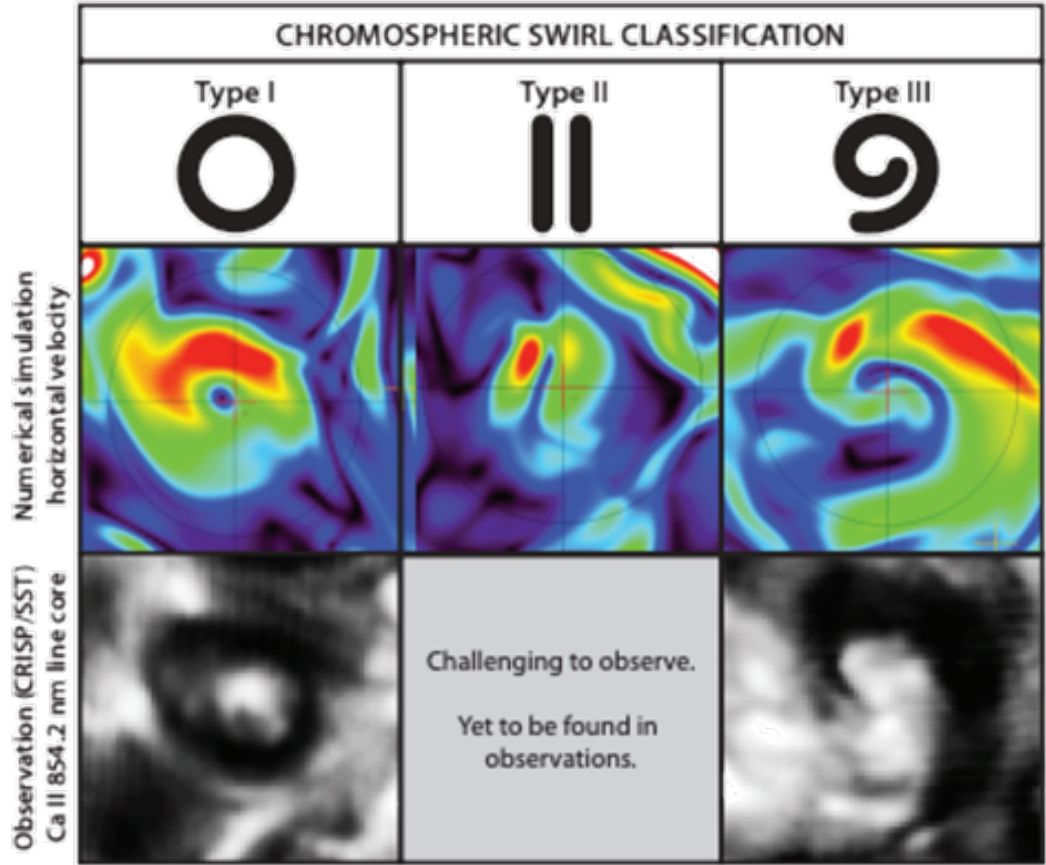 CHROMOSPHERIC SWIRL CLASSIFICATION
Type I
Type II
Type III
Numerical simulation
horizontal velocity
Observation (CRISP/SST)
Ca II 854.2 nm line core
Challenging to observe.
Yet to be found in
observations.